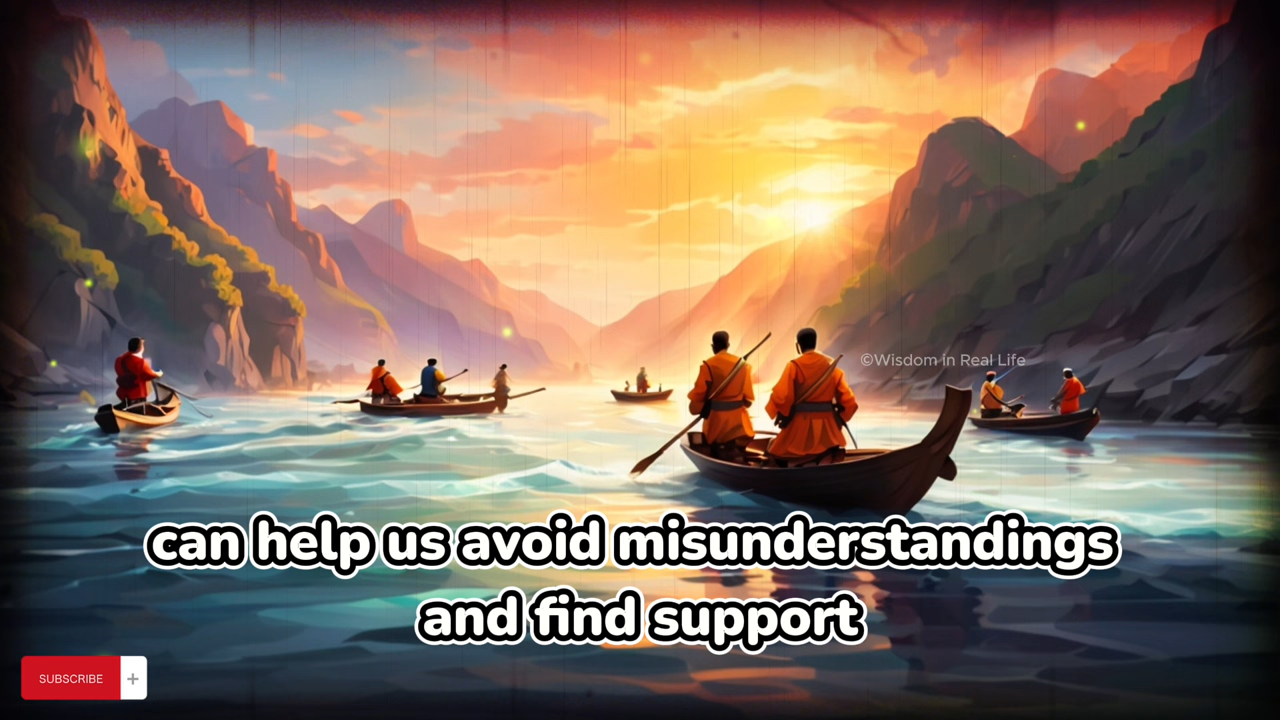 ©Wisdom in Real Life
can help us avoid misunderstandings
and find support
SUBSCRIBE +